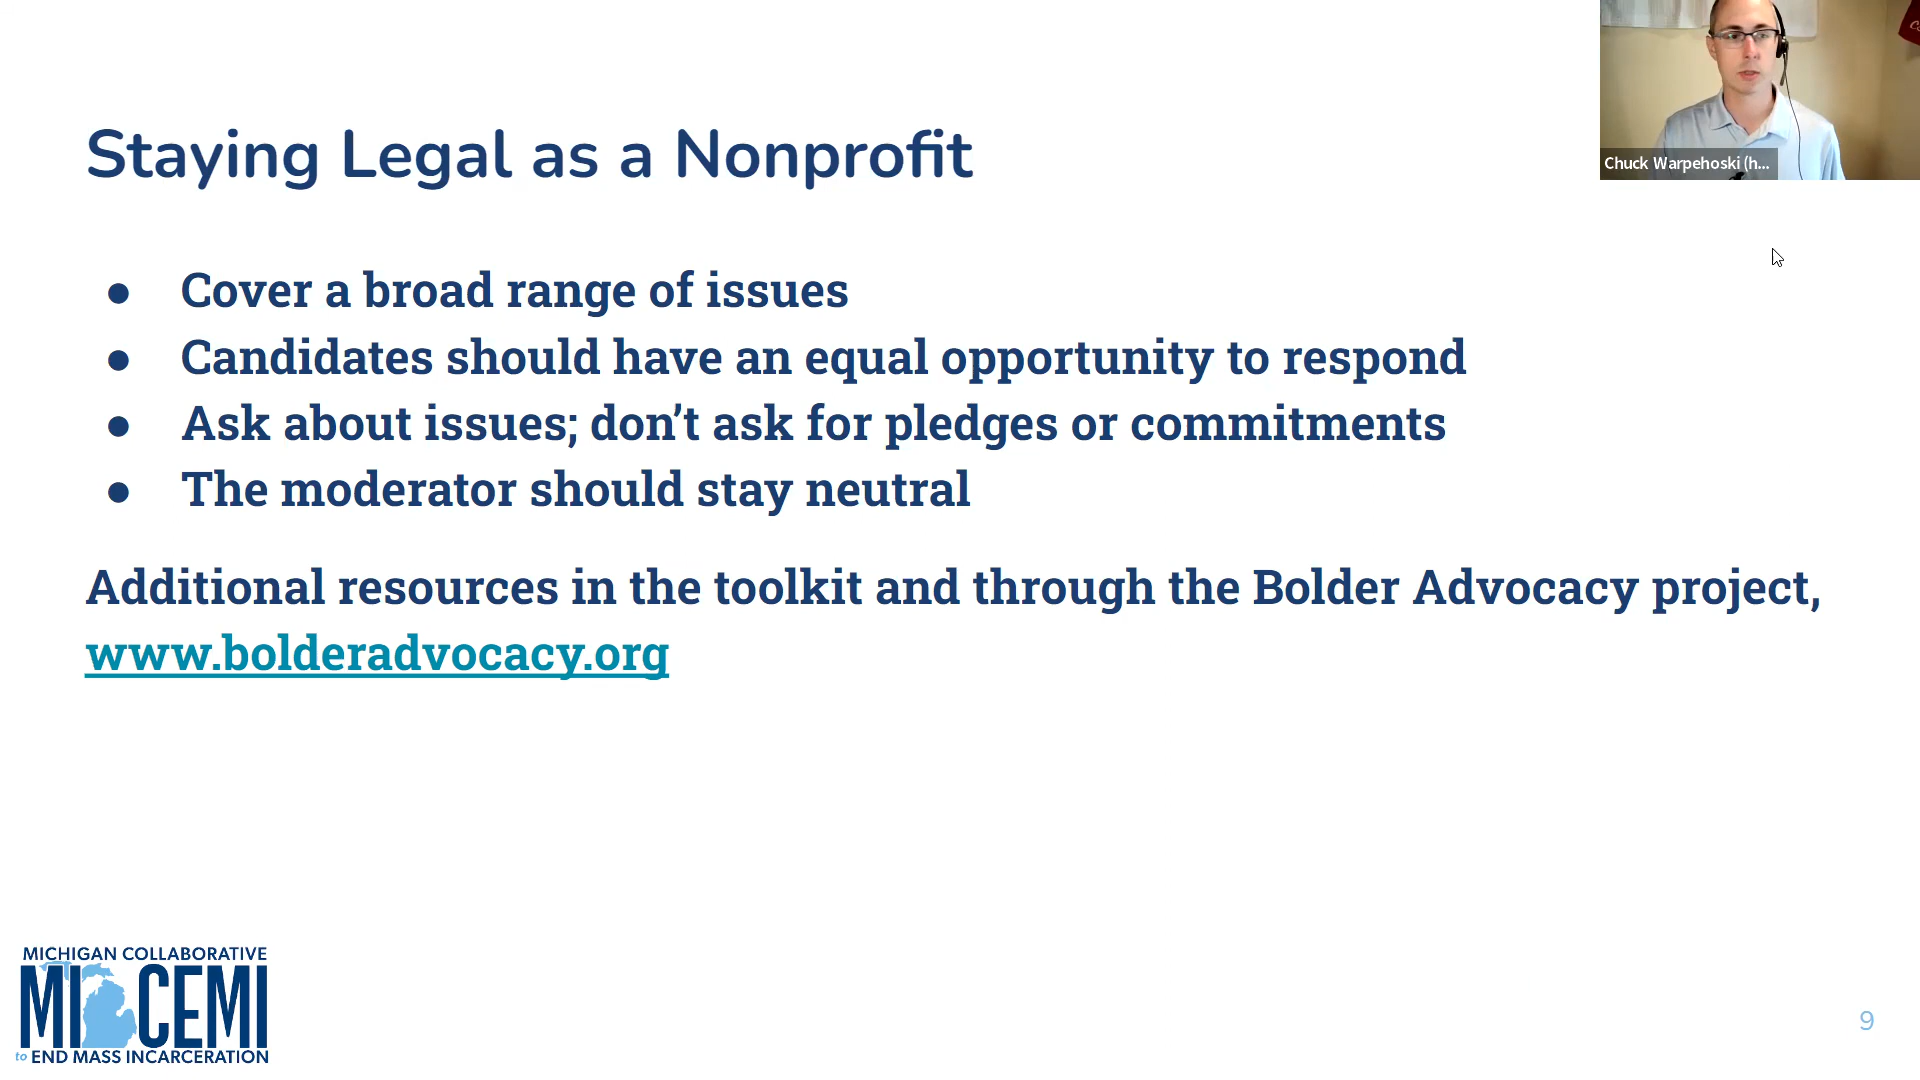 Staying Legal as a Nonprofit
Chuck Warpehoski (h...
● Cover a broad range of issues
● Candidates should have an equal opportunity to respond
● Ask about issues; don’t ask for pledges or commitments
● The moderator should stay neutral
Additional resources in the toolkit and through the Bolder Advocacy project,
www.bolderadvocacy.org
MICHIGAN COLLABORATIVE
MI CEMI
to END MASS INCARCERATION
9